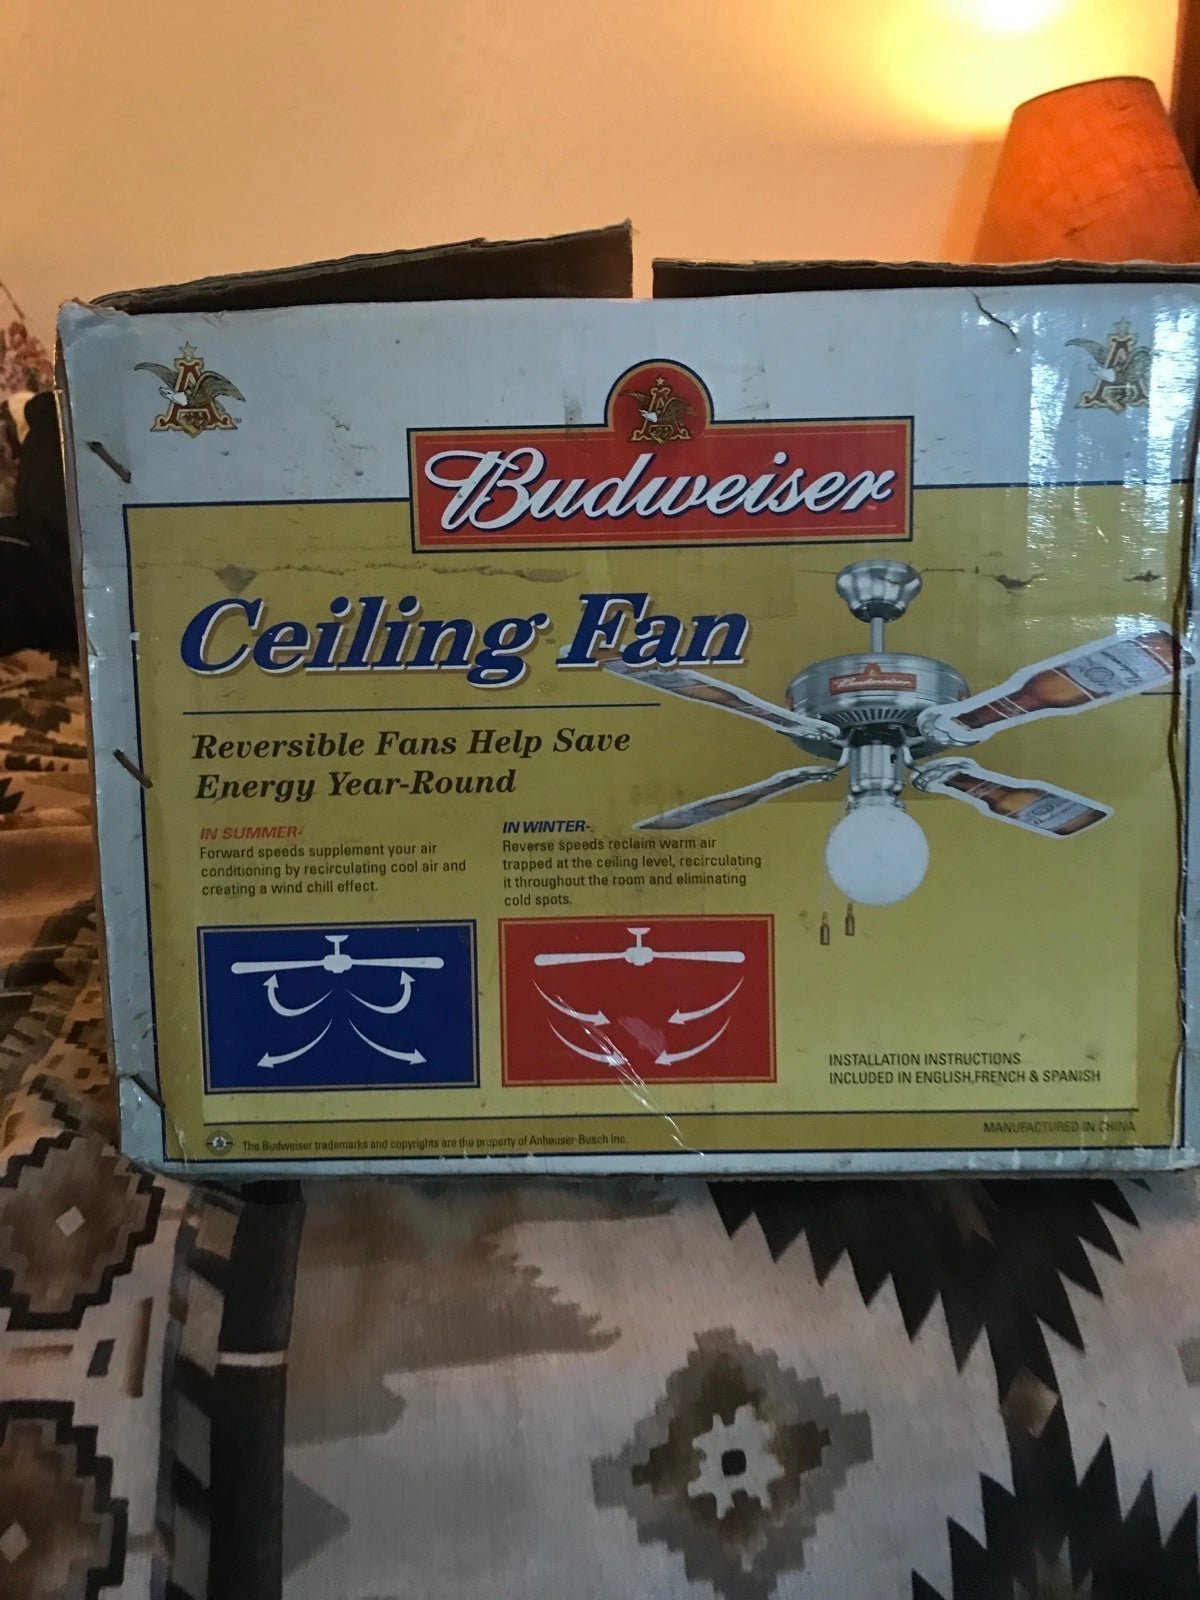 Budweiser
TM
Ceiling Fan
Budweiser
Reversible Fans Help Save
Energy Year-Round
IN SUMMER-
Forward speeds supplement your air
conditioning by recirculating cool air and
creating a wind chill effect.
IN WINTER-
Reverse speeds reclaim warm air
trapped at the ceiling level, recirculating
it throughout the room and eliminating
cold spots.
INSTALLATION INSTRUCTIONS
INCLUDED IN ENGLISH,FRENCH & SPANISH
MANUFACTURED IN CHINA
The Budweiser trademarks and copyrights are the property of Anheuser-Busch Inc.